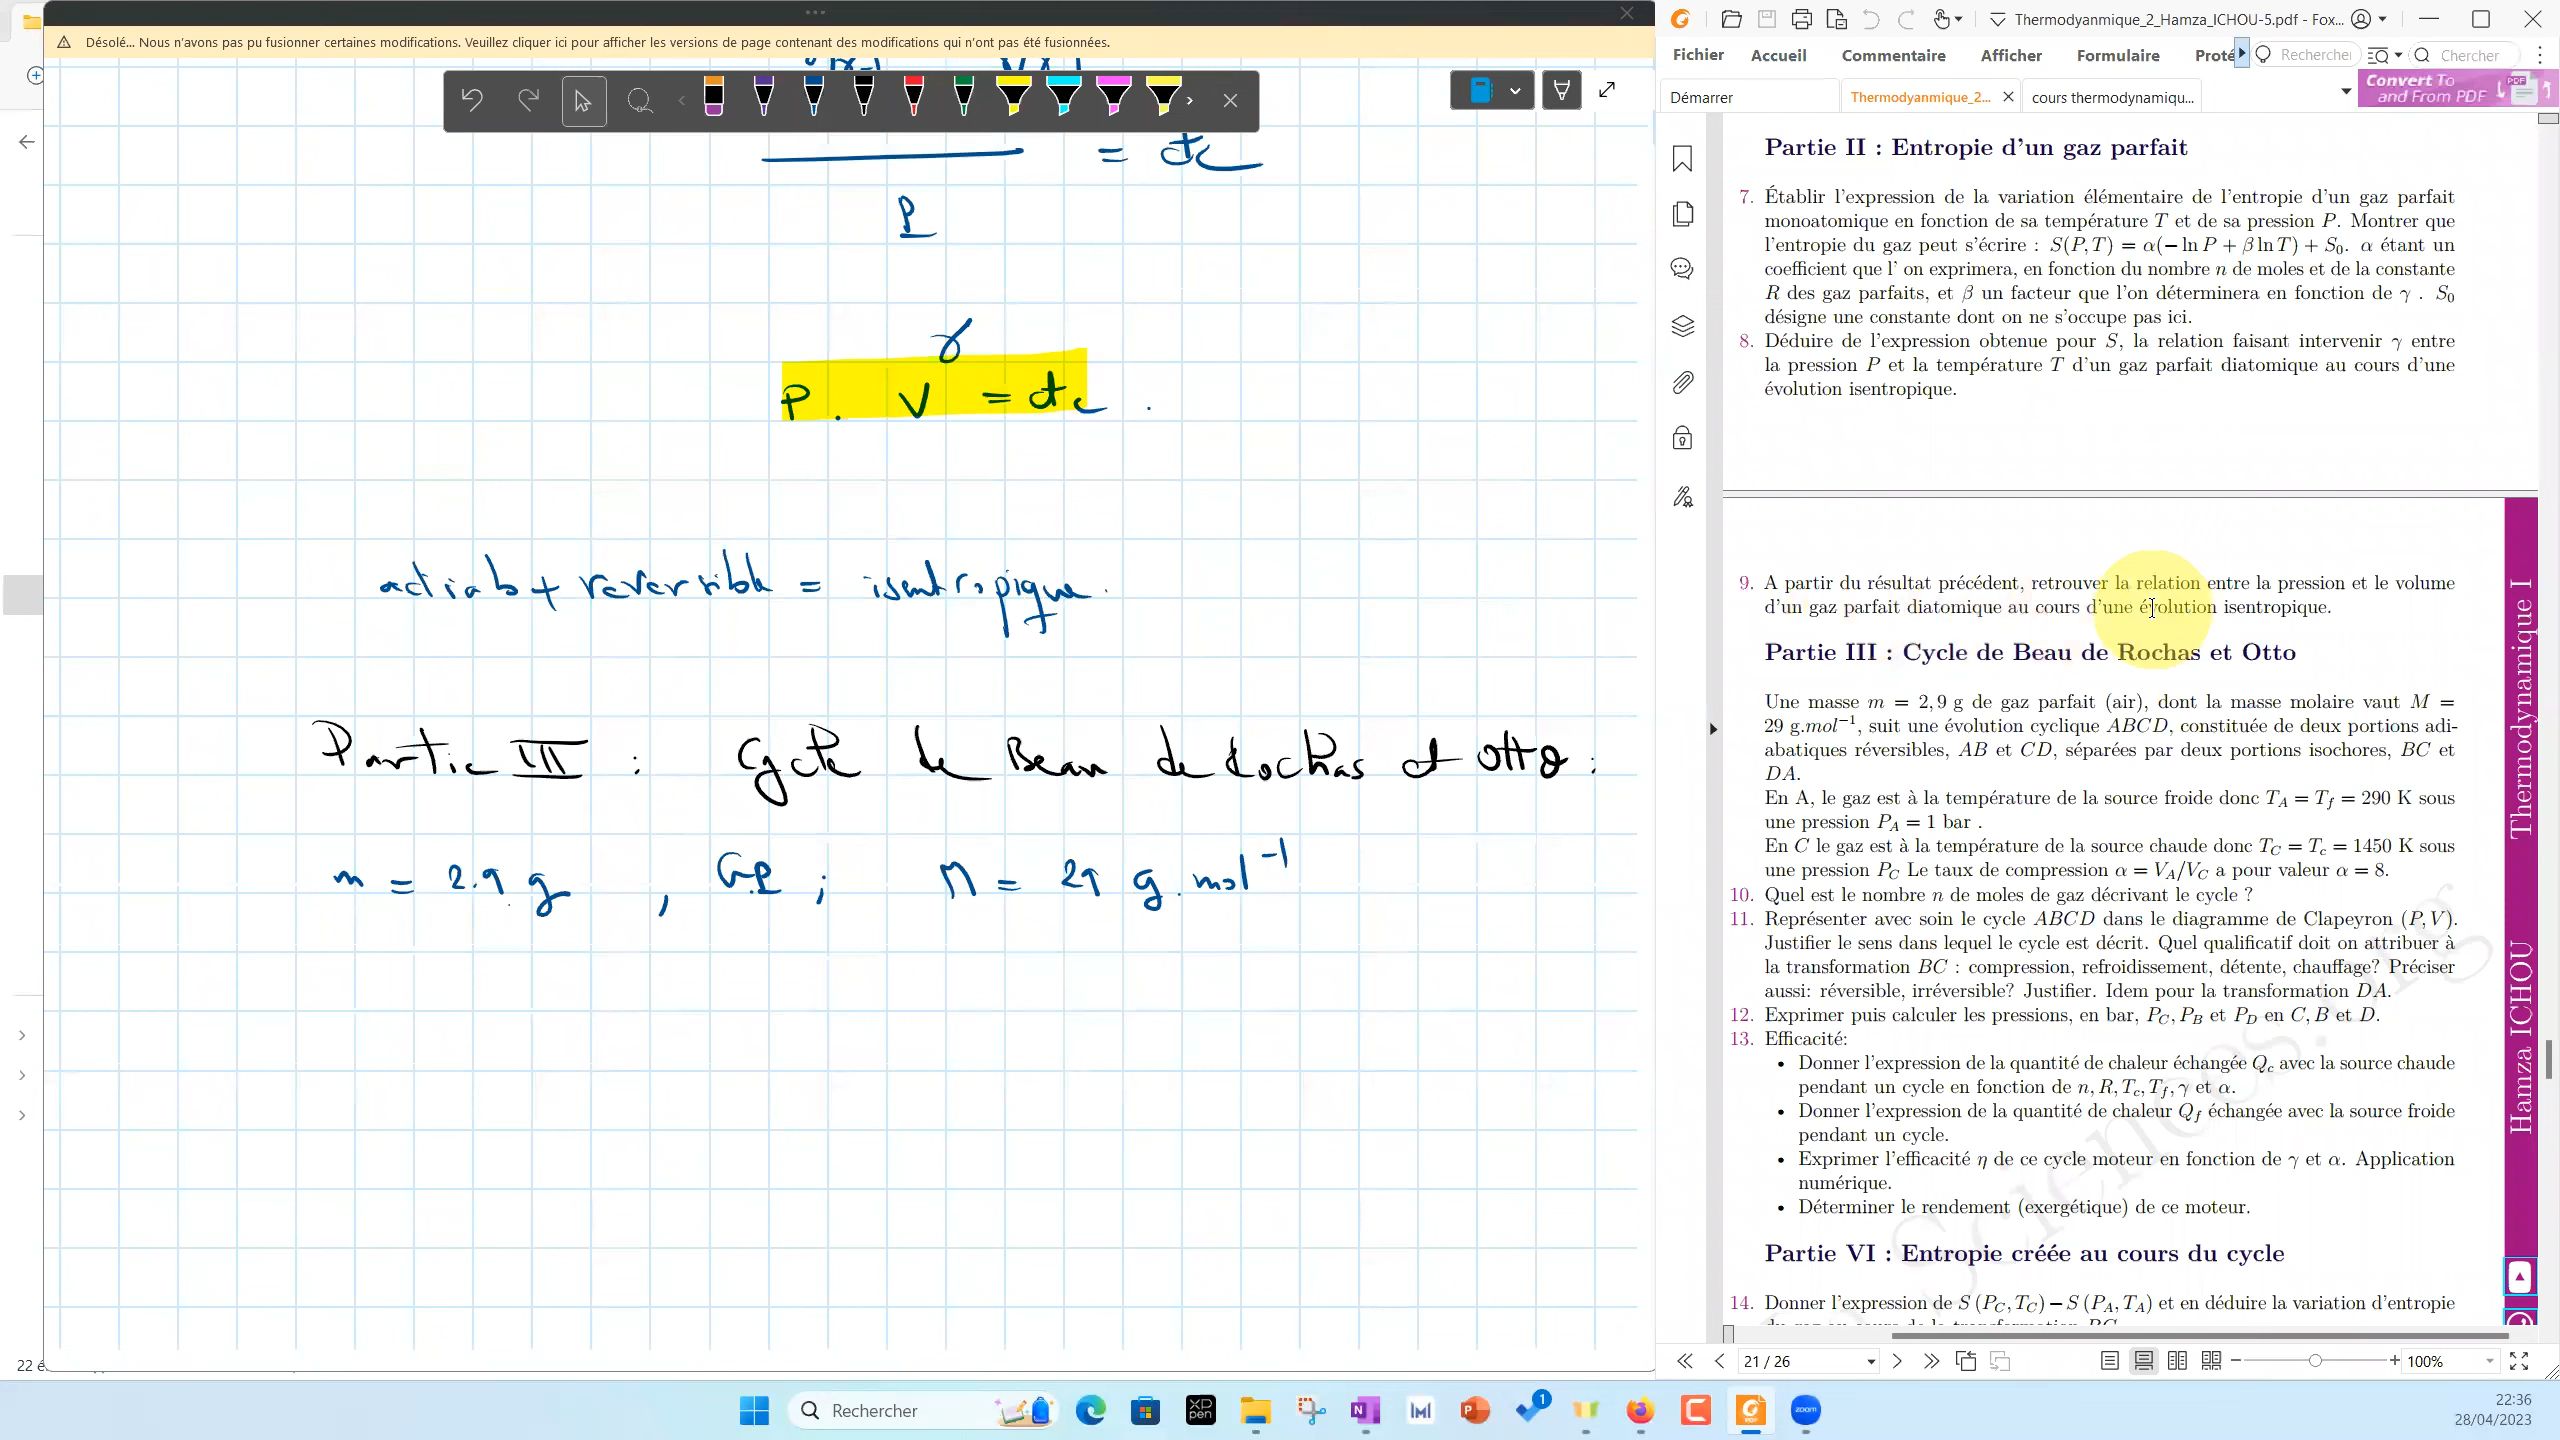 Désolé... Nous n'avons pas pu fusionner certaines modifications. Veuillez cliquer ici pour afficher les versions de page contenant des modifications qui n'ont pas été fusionnées.
= cte
P
P . V^γ = cte .
adiab + reversible = isentropique.
Partie III : Cycle de Beau de Rochas et Otto :
m = 2.9 g , G.P ; M = 29 g.mol^-1
Thermodyanmique_2_Hamza_ICHOU-5.pdf - Fox...
Fichier Accueil Commentaire Afficher Formulaire Proté
Rechercher Chercher
Démarrer Thermodyanmique_2... cours thermodynamiqu...
Convert To
and From PDF
PDF
Partie II : Entropie d'un gaz parfait
7. Établir l'expression de la variation élémentaire de l'entropie d'un gaz parfait
monoatomique en fonction de sa température T et de sa pression P. Montrer que
l'entropie du gaz peut s'écrire : S(P,T) = α(− ln P + β ln T) + S₀. α étant un
coefficient que l' on exprimera, en fonction du nombre n de moles et de la constante
R des gaz parfaits, et β un facteur que l'on déterminera en fonction de γ . S₀
désigne une constante dont on ne s'occupe pas ici.
8. Déduire de l'expression obtenue pour S, la relation faisant intervenir γ entre
la pression P et la température T d'un gaz parfait diatomique au cours d'une
évolution isentropique.
9. A partir du résultat précédent, retrouver la relation entre la pression et le volume
d'un gaz parfait diatomique au cours d'une évolution isentropique.
Partie III : Cycle de Beau de Rochas et Otto
Une masse m = 2,9 g de gaz parfait (air), dont la masse molaire vaut M =
29 g.mol⁻¹, suit une évolution cyclique ABCD, constituée de deux portions adi-
abatiques réversibles, AB et CD, séparées par deux portions isochores, BC et
DA.
En A, le gaz est à la température de la source froide donc T_A = T_f = 290 K sous
une pression P_A = 1 bar .
En C le gaz est à la température de la source chaude donc T_C = T_c = 1450 K sous
une pression P_C Le taux de compression α = V_A/V_C a pour valeur α = 8.
10. Quel est le nombre n de moles de gaz décrivant le cycle ?
11. Représenter avec soin le cycle ABCD dans le diagramme de Clapeyron (P,V).
Justifier le sens dans lequel le cycle est décrit. Quel qualificatif doit on attribuer à
la transformation BC : compression, refroidissement, détente, chauffage? Préciser
aussi: réversible, irréversible? Justifier. Idem pour la transformation DA.
12. Exprimer puis calculer les pressions, en bar, P_C, P_B et P_D en C, B et D.
13. Efficacité:
• Donner l'expression de la quantité de chaleur échangée Q_c avec la source chaude
pendant un cycle en fonction de n, R, T_c, T_f, γ et α.
• Donner l'expression de la quantité de chaleur Q_f échangée avec la source froide
pendant un cycle.
• Exprimer l'efficacité η de ce cycle moteur en fonction de γ et α. Application
numérique.
• Déterminer le rendement (exergétique) de ce moteur.
Partie VI : Entropie créée au cours du cycle
14. Donner l'expression de S (P_C, T_C) − S (P_A, T_A) et en déduire la variation d'entropie
Sciences.org
Hamza ICHOU Thermodynamique I
21 / 26
100%
Rechercher
XD
pen
zoom
1
22:36
28/04/2023